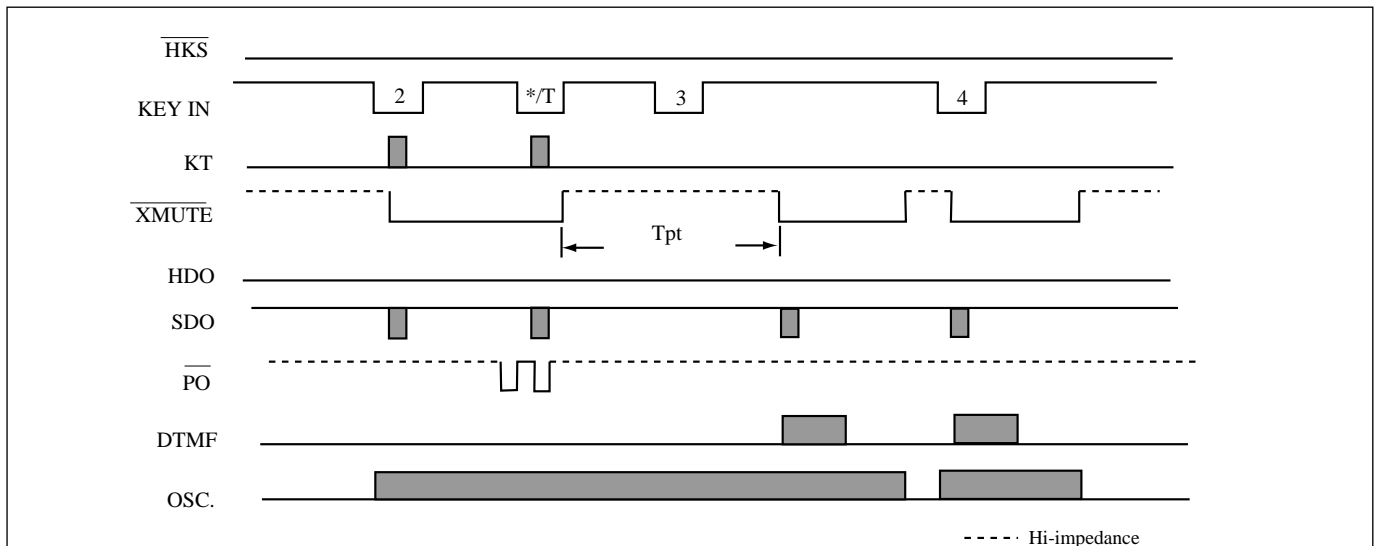 HKS
KEY IN
2
*/T
3
4
KT
XMUTE
Tpt
HDO
SDO
PO
DTMF
OSC.
Hi-impedance